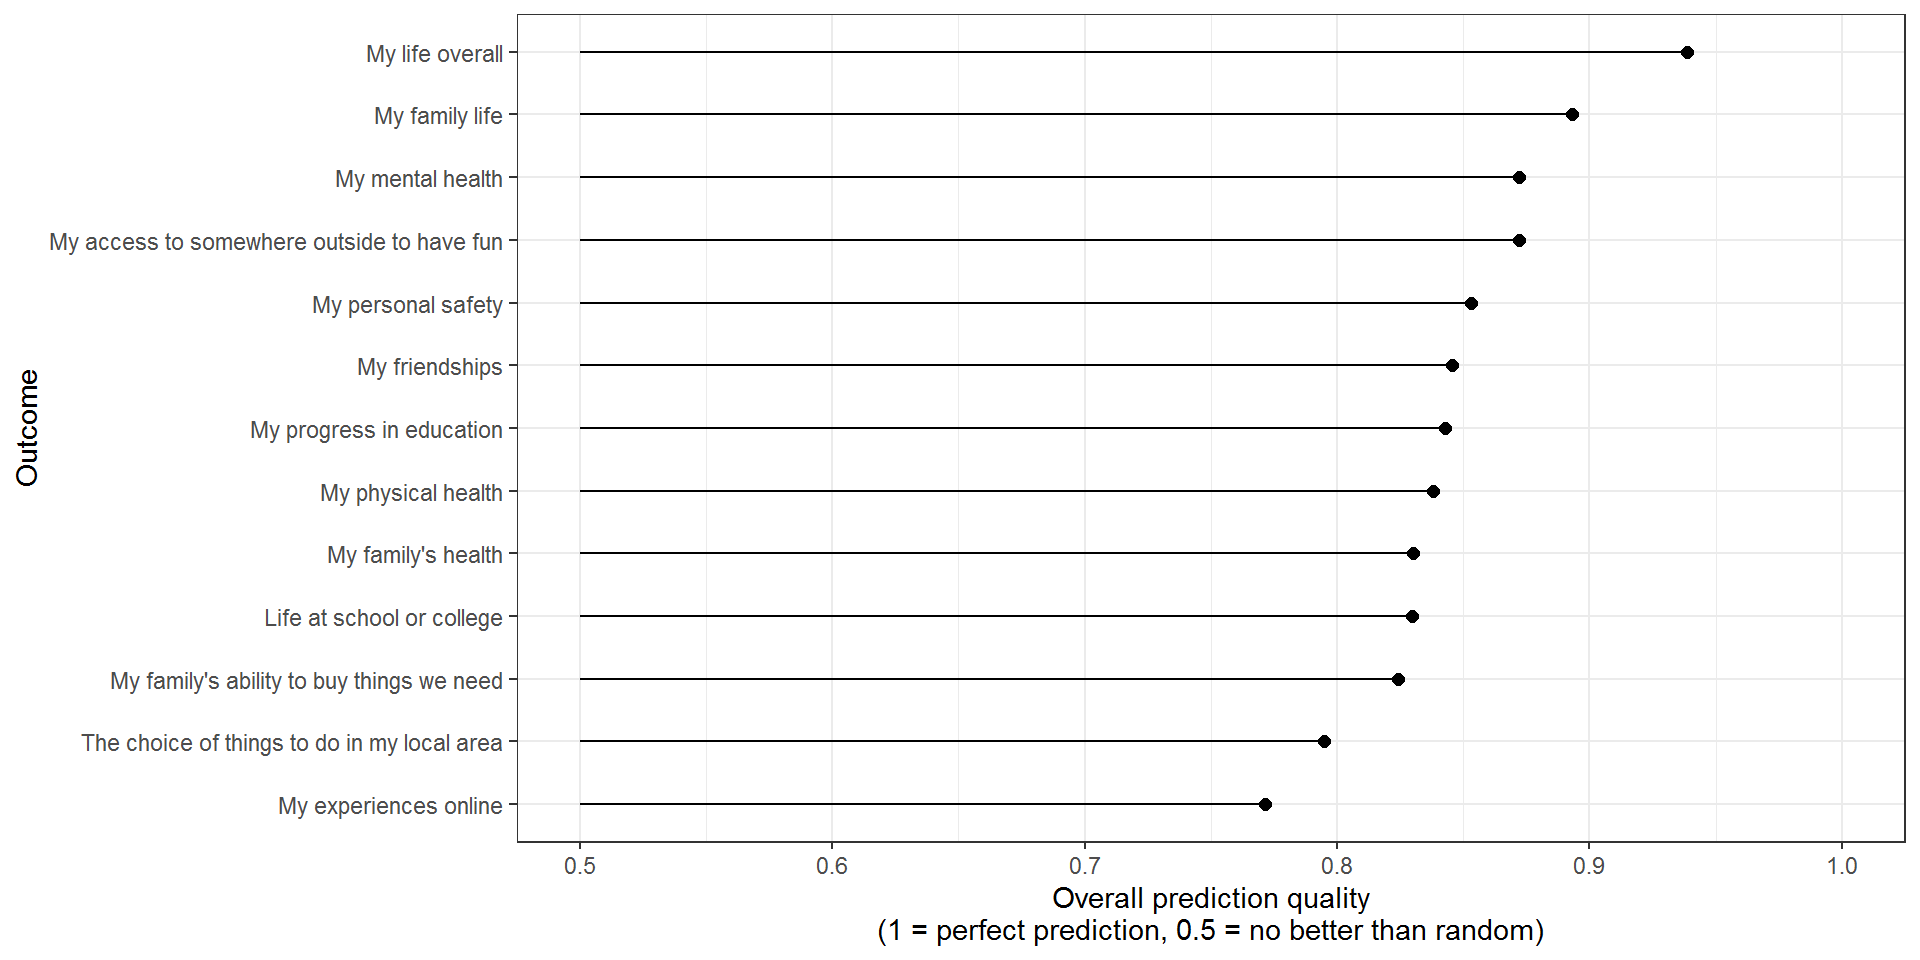 My life overall
My family life
My mental health
My access to somewhere outside to have fun
My personal safety
My friendships
My progress in education
My physical health
My family's health
Life at school or college
My family's ability to buy things we need
The choice of things to do in my local area
My experiences online
Outcome
0.5 0.6 0.7 0.8 0.9 1.0
Overall prediction quality
(1 = perfect prediction, 0.5 = no better than random)